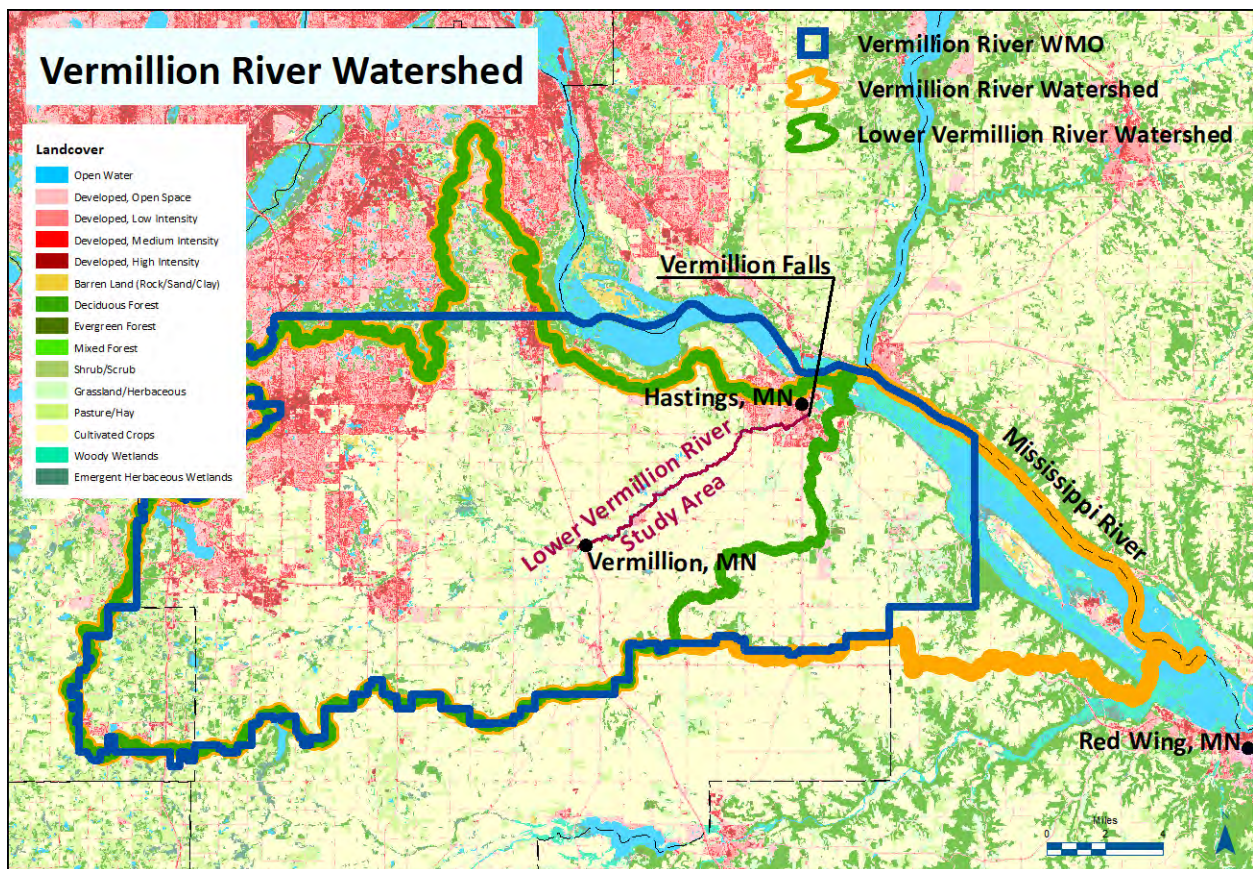 Vermillion River Watershed
Vermillion River WMO
Vermillion River Watershed
Lower Vermillion River Watershed
Landcover
Open Water
Developed, Open Space
Developed, Low Intensity
Developed, Medium Intensity
Developed, High Intensity
Barren Land (Rock/Sand/Clay)
Deciduous Forest
Evergreen Forest
Mixed Forest
Shrub/Scrub
Grassland/Herbaceous
Pasture/Hay
Cultivated Crops
Woody Wetlands
Emergent Herbaceous Wetlands
Vermillion Falls
Hastings, MN
Lower Vermillion River
Study Area
Vermillion, MN
Mississippi River
Red Wing, MN
Miles
0 2 4
N